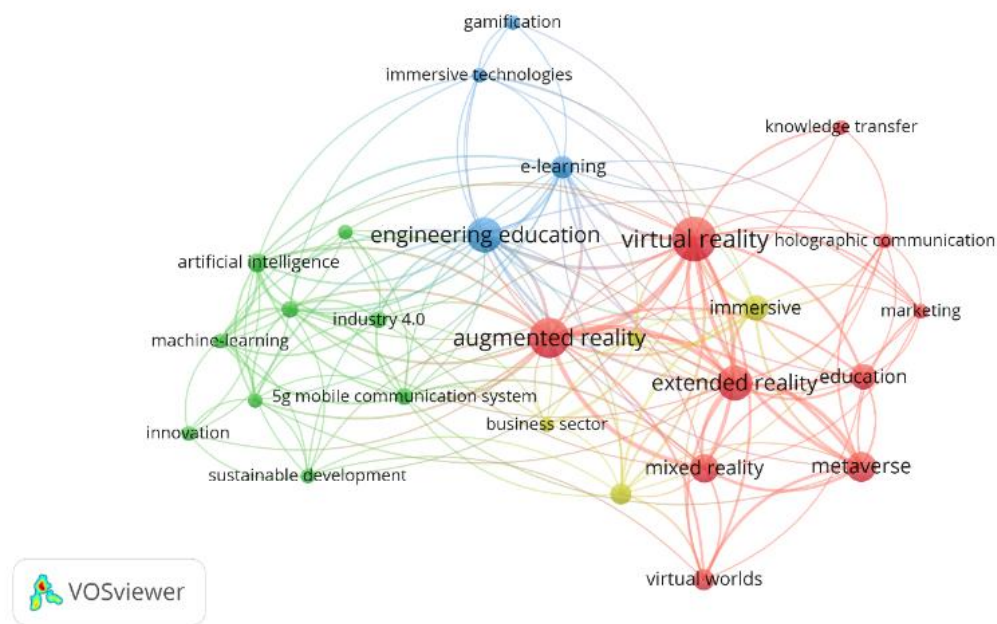 gamification
immersive technologies
knowledge transfer
e-learning
engineering education
virtual reality
holographic communication
artificial intelligence
immersive
marketing
industry 4.0
machine-learning
augmented reality
extended reality
education
5g mobile communication system
business sector
innovation
mixed reality
metaverse
sustainable development
virtual worlds
VOSviewer